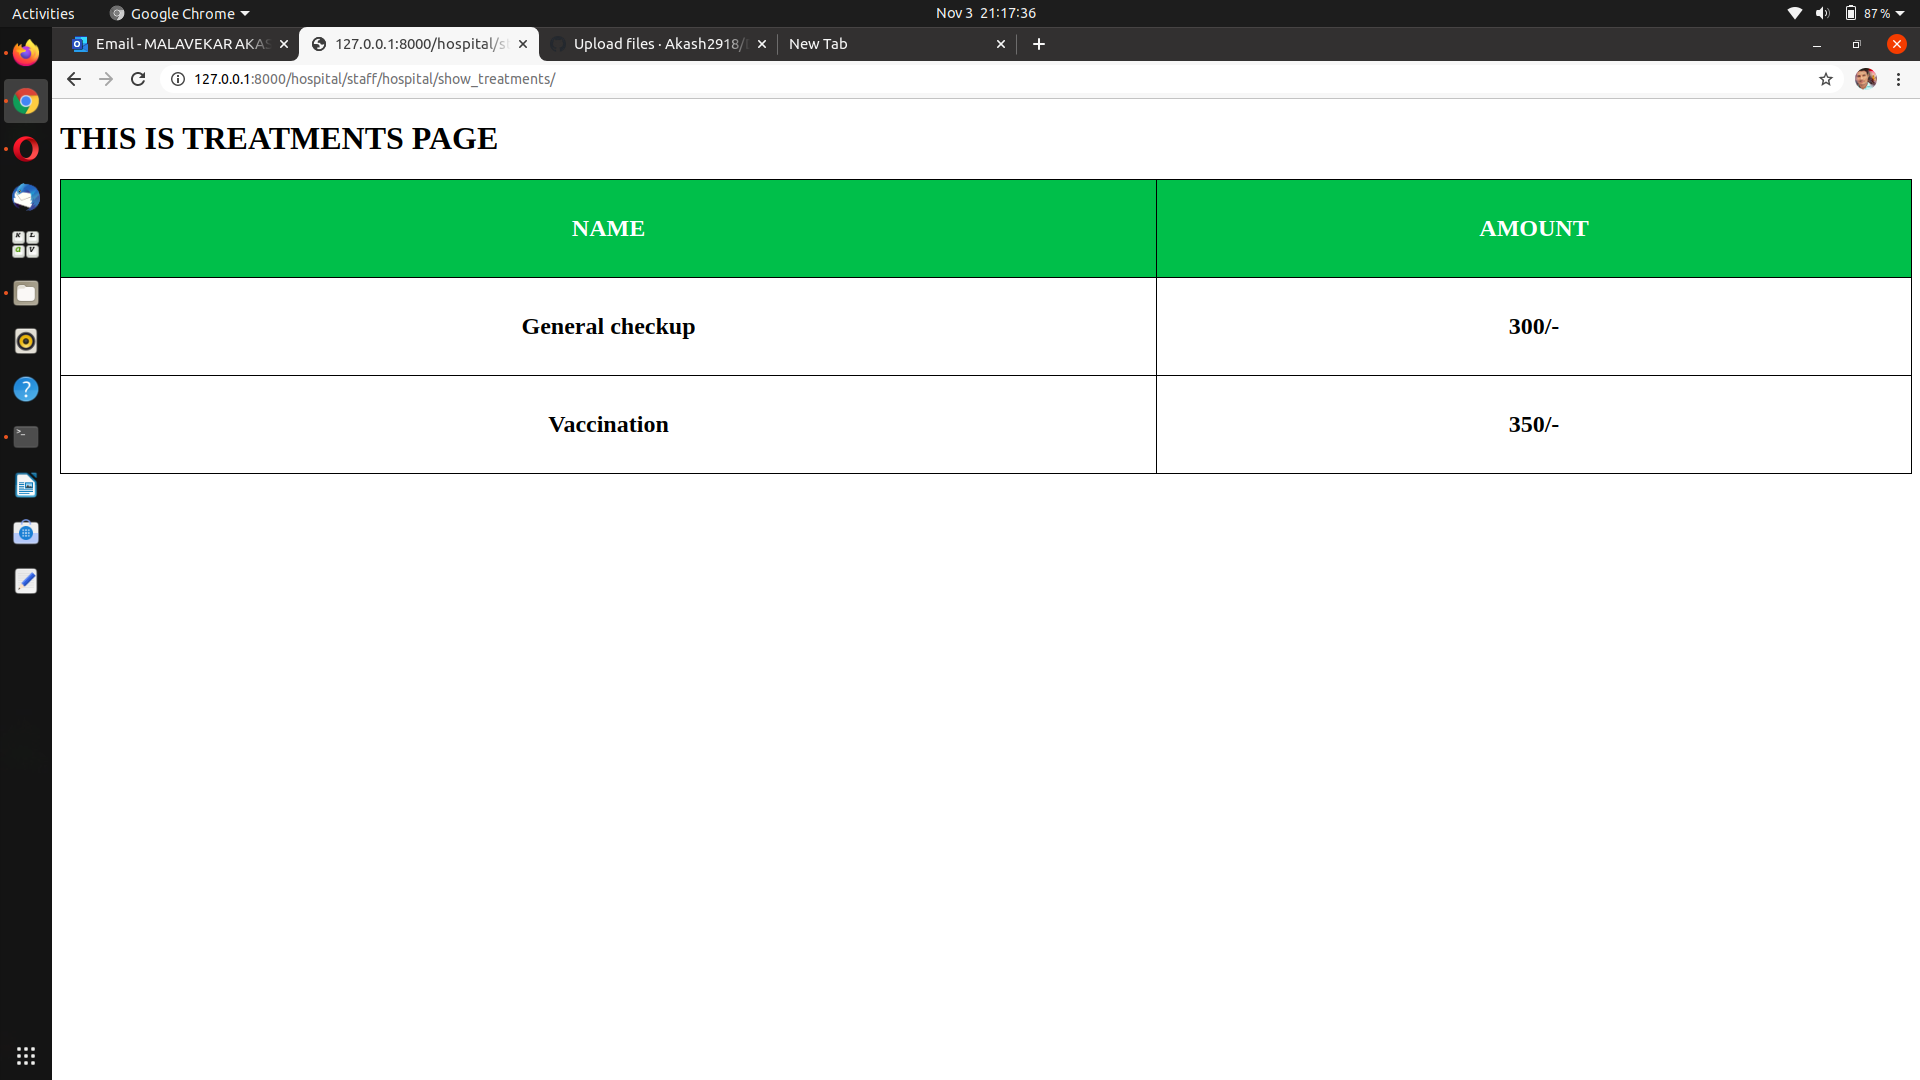 Activities
Google Chrome
Nov 3 21:17:36
87 %
Email - MALAVEKAR AKAS
127.0.0.1:8000/hospital/st
Upload files · Akash2918/
New Tab
127.0.0.1:8000/hospital/staff/hospital/show_treatments/
THIS IS TREATMENTS PAGE
NAME AMOUNT
General checkup 300/-
Vaccination 350/-